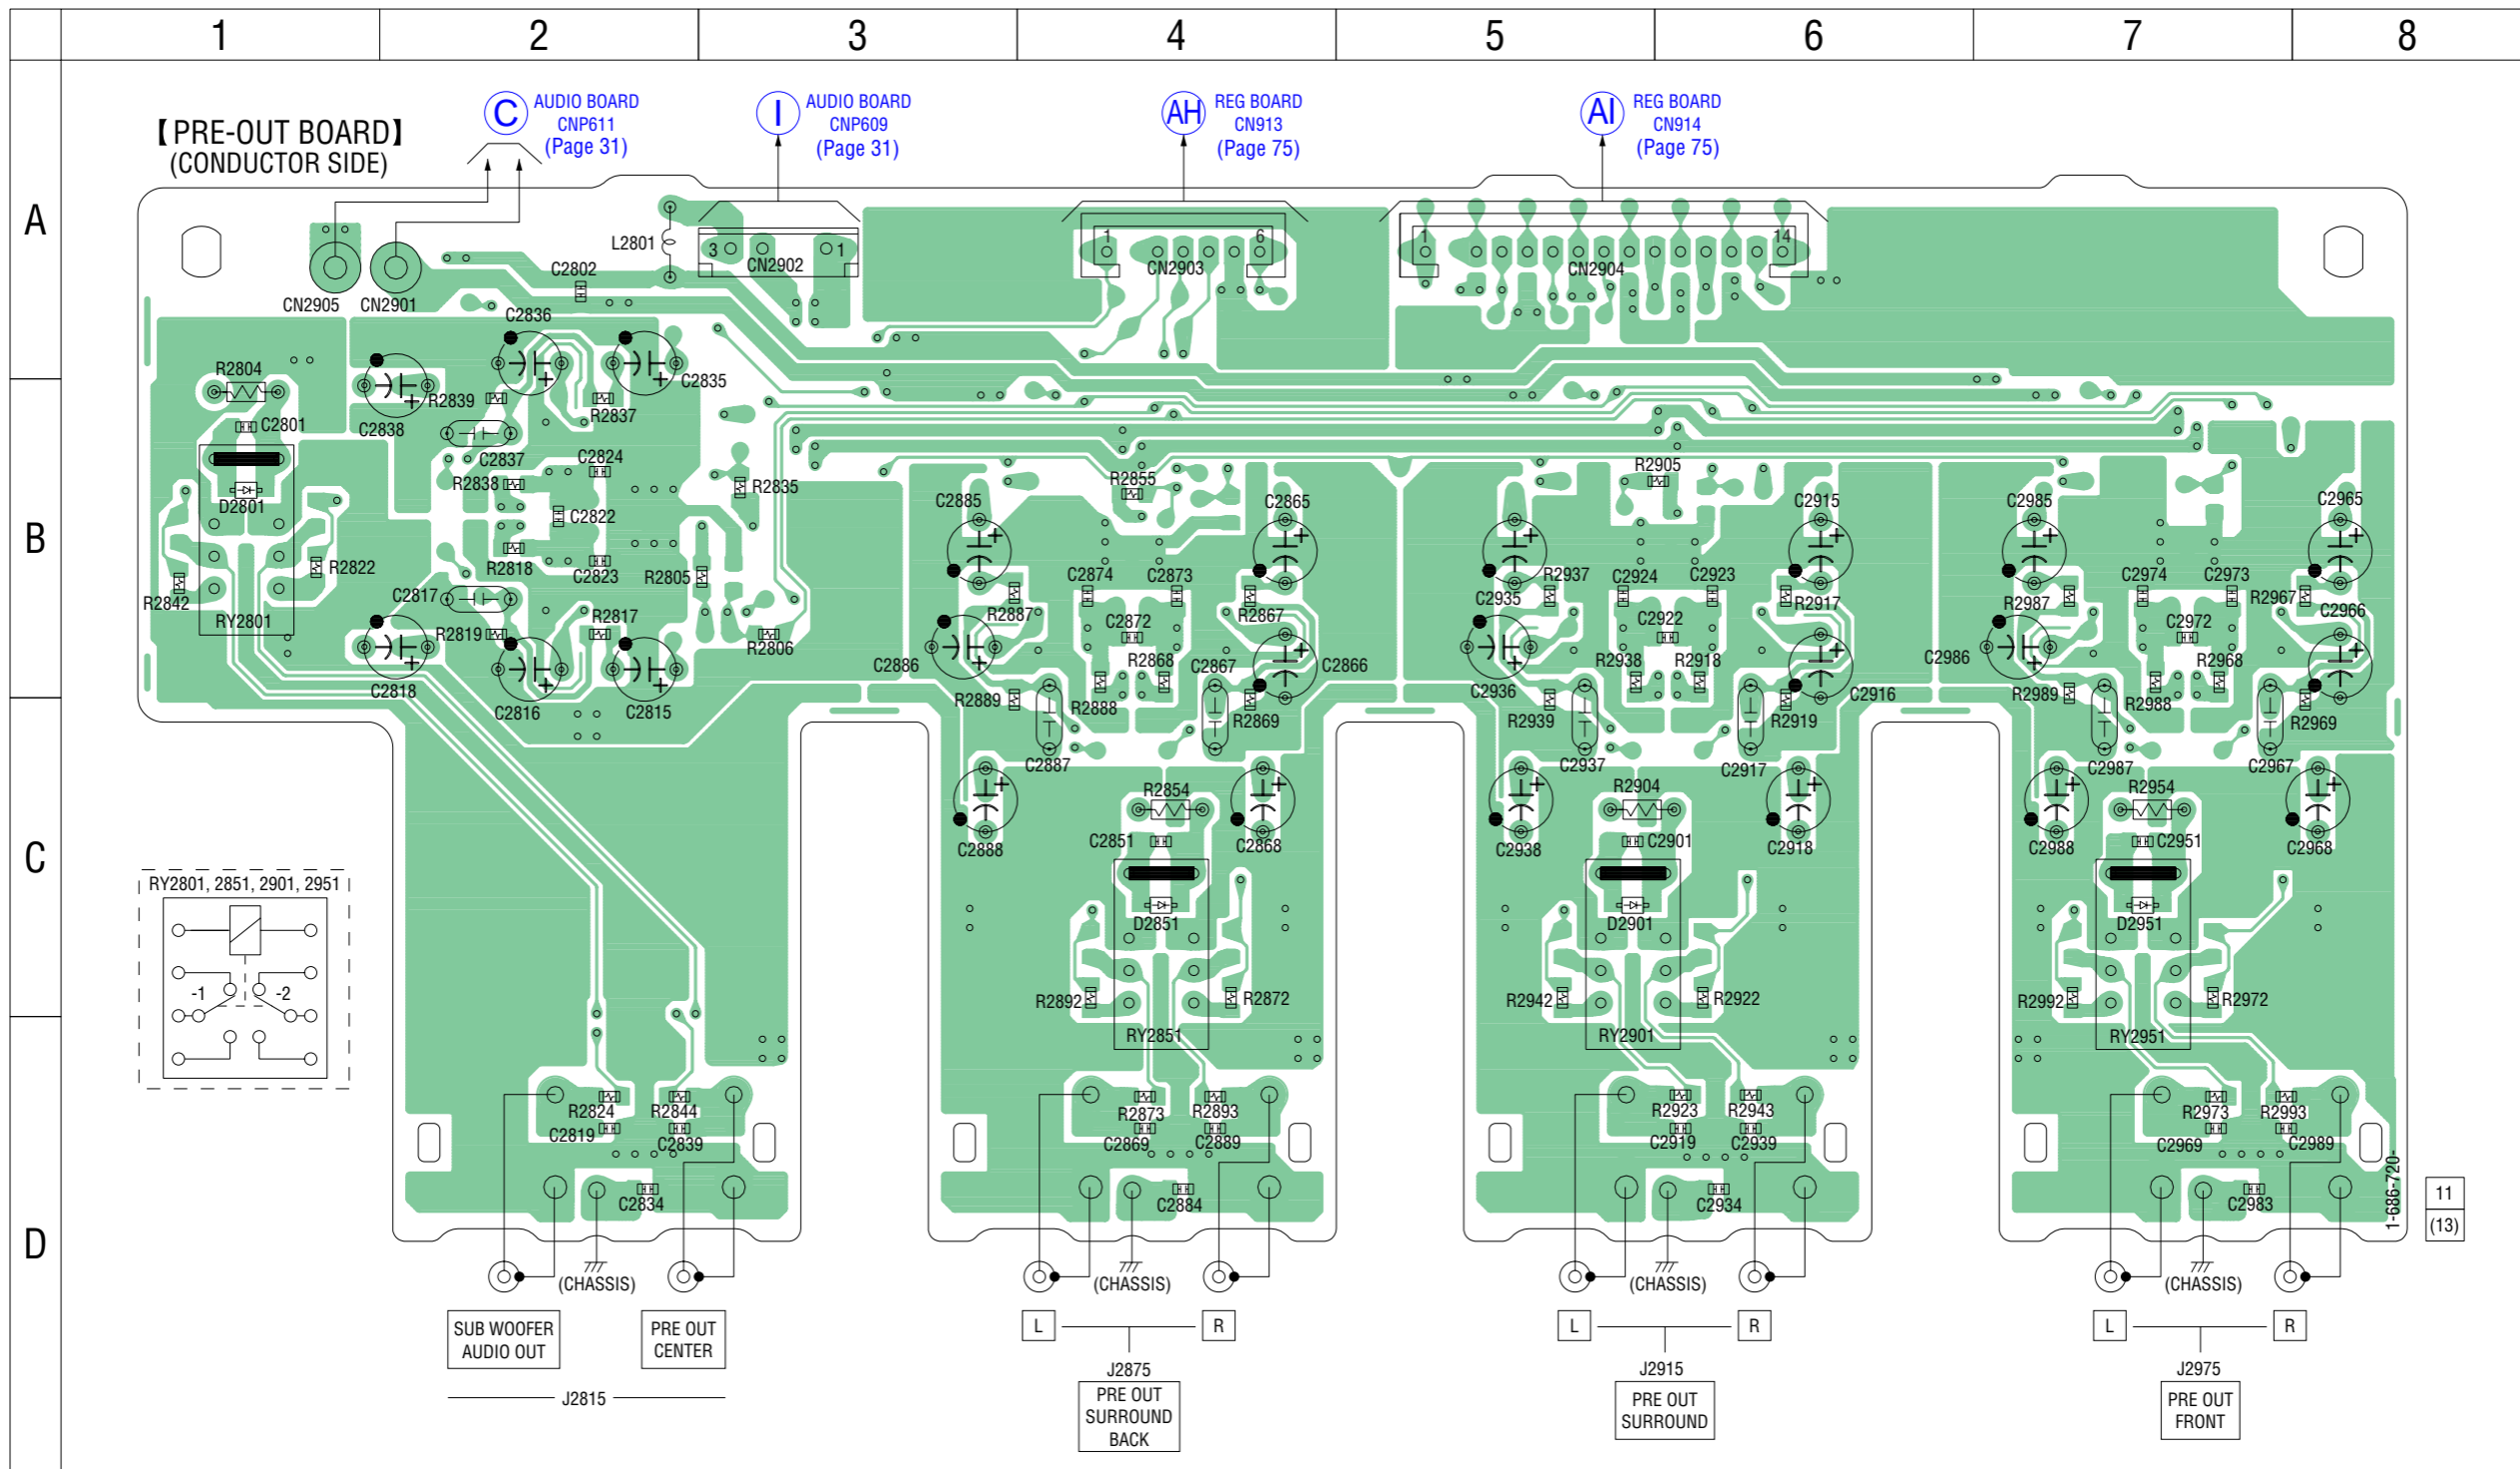 1 2 3 4 5 6 7 8
A
B
C
D
【PRE-OUT BOARD】
(CONDUCTOR SIDE)
C AUDIO BOARD
CNP611
(Page 31)
I AUDIO BOARD
CNP609
(Page 31)
AH REG BOARD
CN913
(Page 75)
AI REG BOARD
CN914
(Page 75)
L2801
3 1
CN2902
1 6
CN2903
1 14
CN2904
C2802
CN2905 CN2901
C2836
R2804
C2835
R2839 R2837
C2801 C2838
C2837 C2824
R2838 R2835
D2801
C2822
R2818 C2823 R2805
R2822
R2842
C2817
RY2801
R2819 R2817
R2806
C2818 C2816 C2815
C2885 R2855 C2865
C2874 C2873
R2887 R2867
C2872
C2886 R2868 C2867 C2866
R2889 R2888 R2869
C2887
R2854
C2888 C2851 C2868
D2851
R2892 R2872
RY2851
R2905
C2915
R2937 C2924 C2923
C2935 R2917
C2922
R2938 R2918
C2936 C2916
R2939 R2919
C2937 C2917
R2904
C2938 C2901 C2918
D2901
R2942 R2922
RY2901
C2985 C2965
C2974 C2973
R2987 R2967 C2966
C2972
C2986 R2968
R2989 R2988 R2969
C2987 C2967
R2954
C2988 C2951 C2968
D2951
R2992 R2972
RY2951
RY2801, 2851, 2901, 2951
-1 -2
R2824 R2844
C2819 C2839
C2834
R2873 R2893
C2869 C2889
C2884
R2923 R2943
C2919 C2939
C2934
R2973 R2993
C2969 C2989
C2983
1-686-720-
11
(13)
(CHASSIS) (CHASSIS) (CHASSIS) (CHASSIS)
SUB WOOFER
AUDIO OUT
PRE OUT
CENTER
J2815
L R
J2875
PRE OUT
SURROUND
BACK
L R
J2915
PRE OUT
SURROUND
L R
J2975
PRE OUT
FRONT